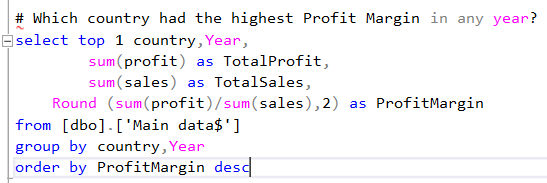 # Which country had the highest Profit Margin in any year?
select top 1 country,Year,
sum(profit) as TotalProfit,
sum(sales) as TotalSales,
Round (sum(profit)/sum(sales),2) as ProfitMargin
from [dbo].['Main data$']
group by country,Year
order by ProfitMargin desc